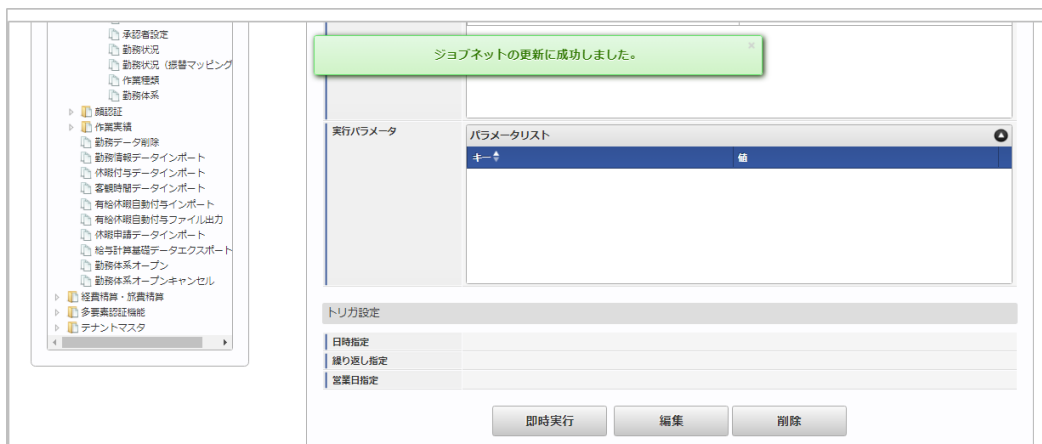 承認者設定
勤務状況
勤務状況（振替マッピング
作業種類
勤務体系
顔認証
作業実績
勤務データ削除
勤務情報データインポート
休暇付与データインポート
客観時間データインポート
有給休暇自動付与インポート
有給休暇自動付与ファイル出力
休暇申請データインポート
給与計算基礎データエクスポート
勤務体系オープン
勤務体系オープンキャンセル
経費精算・旅費精算
多要素認証機能
テナントマスタ
ジョブネットの更新に成功しました。
×
実行パラメータ
パラメータリスト
キー 値
トリガ設定
日時指定
繰り返し指定
営業日指定
即時実行 編集 削除